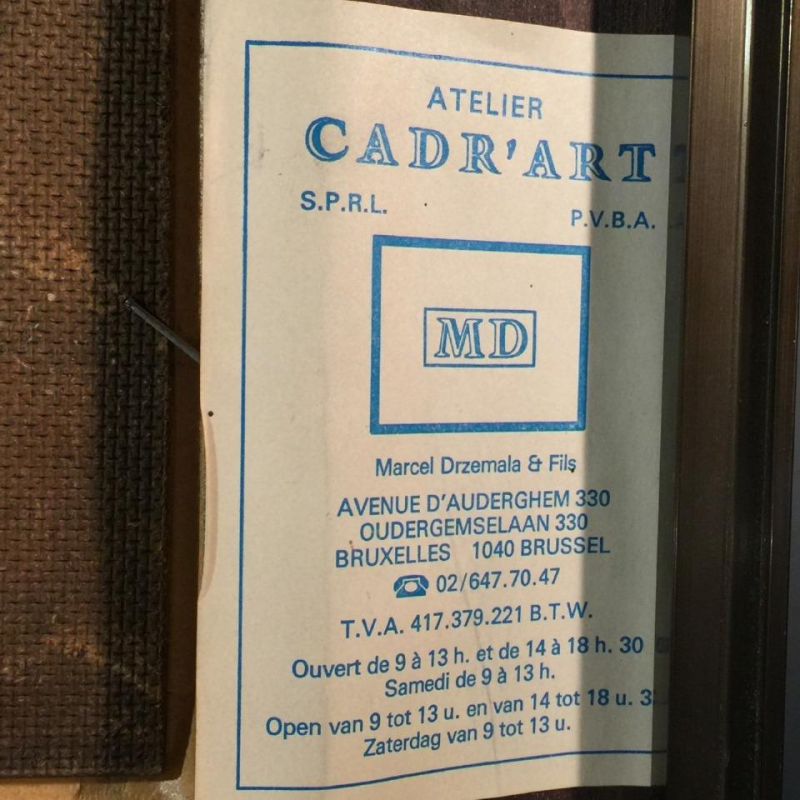 ATELIER
CADR'ART
S.P.R.L. P.V.B.A.
MD
Marcel Drzemala & Fils
AVENUE D'AUDERGHEM 330
OUDERGEMSELAAN 330
BRUXELLES 1040 BRUSSEL
02/647.70.47
T.V.A. 417.379.221 B.T.W.
Ouvert de 9 à 13 h. et de 14 à 18 h. 30
Samedi de 9 à 13 h.
Open van 9 tot 13 u. en van 14 tot 18 u. 3
Zaterdag van 9 tot 13 u.